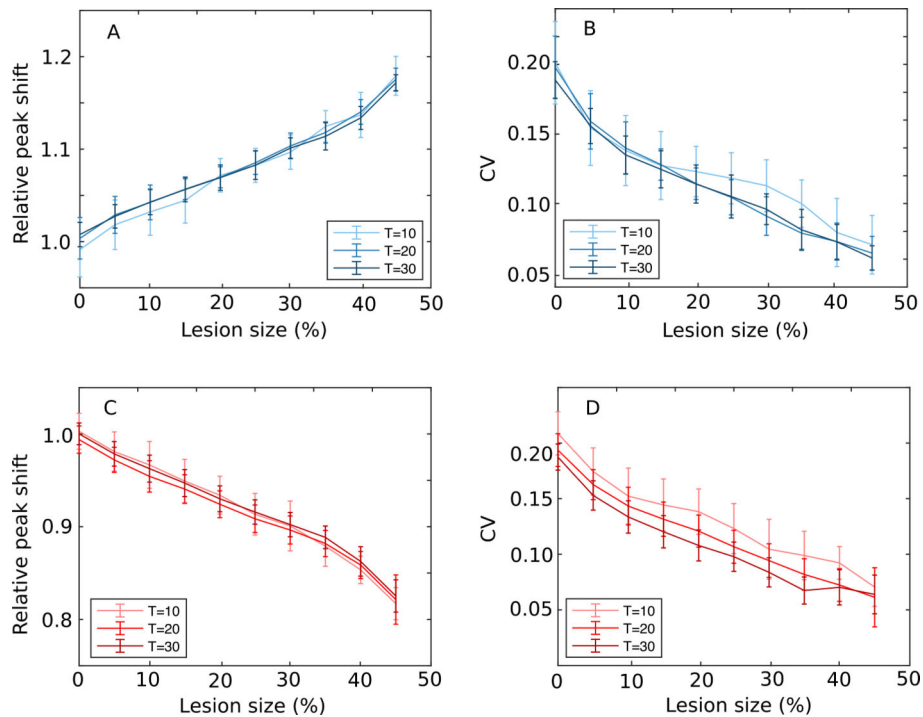 A
Relative peak shift
1.2
1.1
1.0
T=10
T=20
T=30
0 10 20 30 40 50
Lesion size (%)
B
CV
0.20
0.15
0.10
0.05
T=10
T=20
T=30
0 10 20 30 40 50
Lesion size (%)
C
Relative peak shift
1.0
0.9
0.8
T=10
T=20
T=30
0 10 20 30 40 50
Lesion size (%)
D
CV
0.20
0.15
0.10
0.05
T=10
T=20
T=30
0 10 20 30 40 50
Lesion size (%)